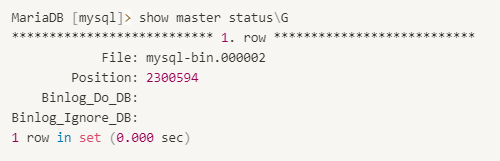 MariaDB [mysql]> show master status\G
*************************** 1. row ***************************
File: mysql-bin.000002
Position: 2300594
Binlog_Do_DB:
Binlog_Ignore_DB:
1 row in set (0.000 sec)